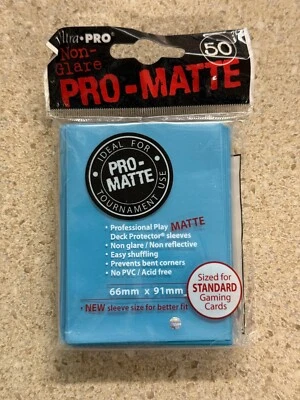 Ultra•PRO
Non-
Glare
50
PRO-MATTE
IDEAL FOR
PRO-
MATTE
TOURNAMENT USE
• Professional Play MATTE
Deck Protector® sleeves
• Non glare / Non reflective
• Easy shuffling
• Prevents bent corners
• No PVC / Acid free
66mm x 91mm
• NEW sleeve size for better fit
Sized for
STANDARD
Gaming
Cards